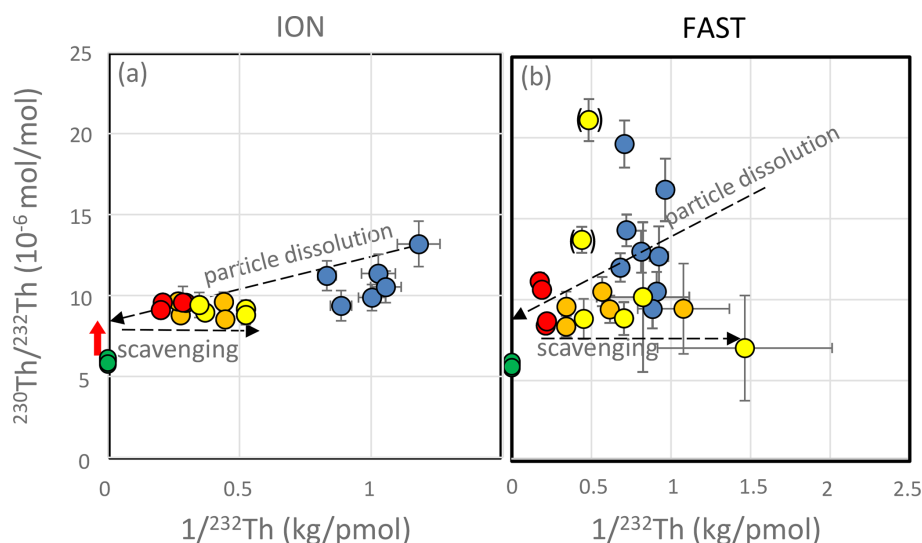 ION
FAST
(a)
(b)
25
20
15
10
5
0
²³⁰Th/²³²Th (10⁻⁶ mol/mol)
particle dissolution
scavenging
particle dissolution
scavenging
( )
( )
0 0.5 1
0 0.5 1 1.5 2 2.5
1/²³²Th (kg/pmol)
1/²³²Th (kg/pmol)